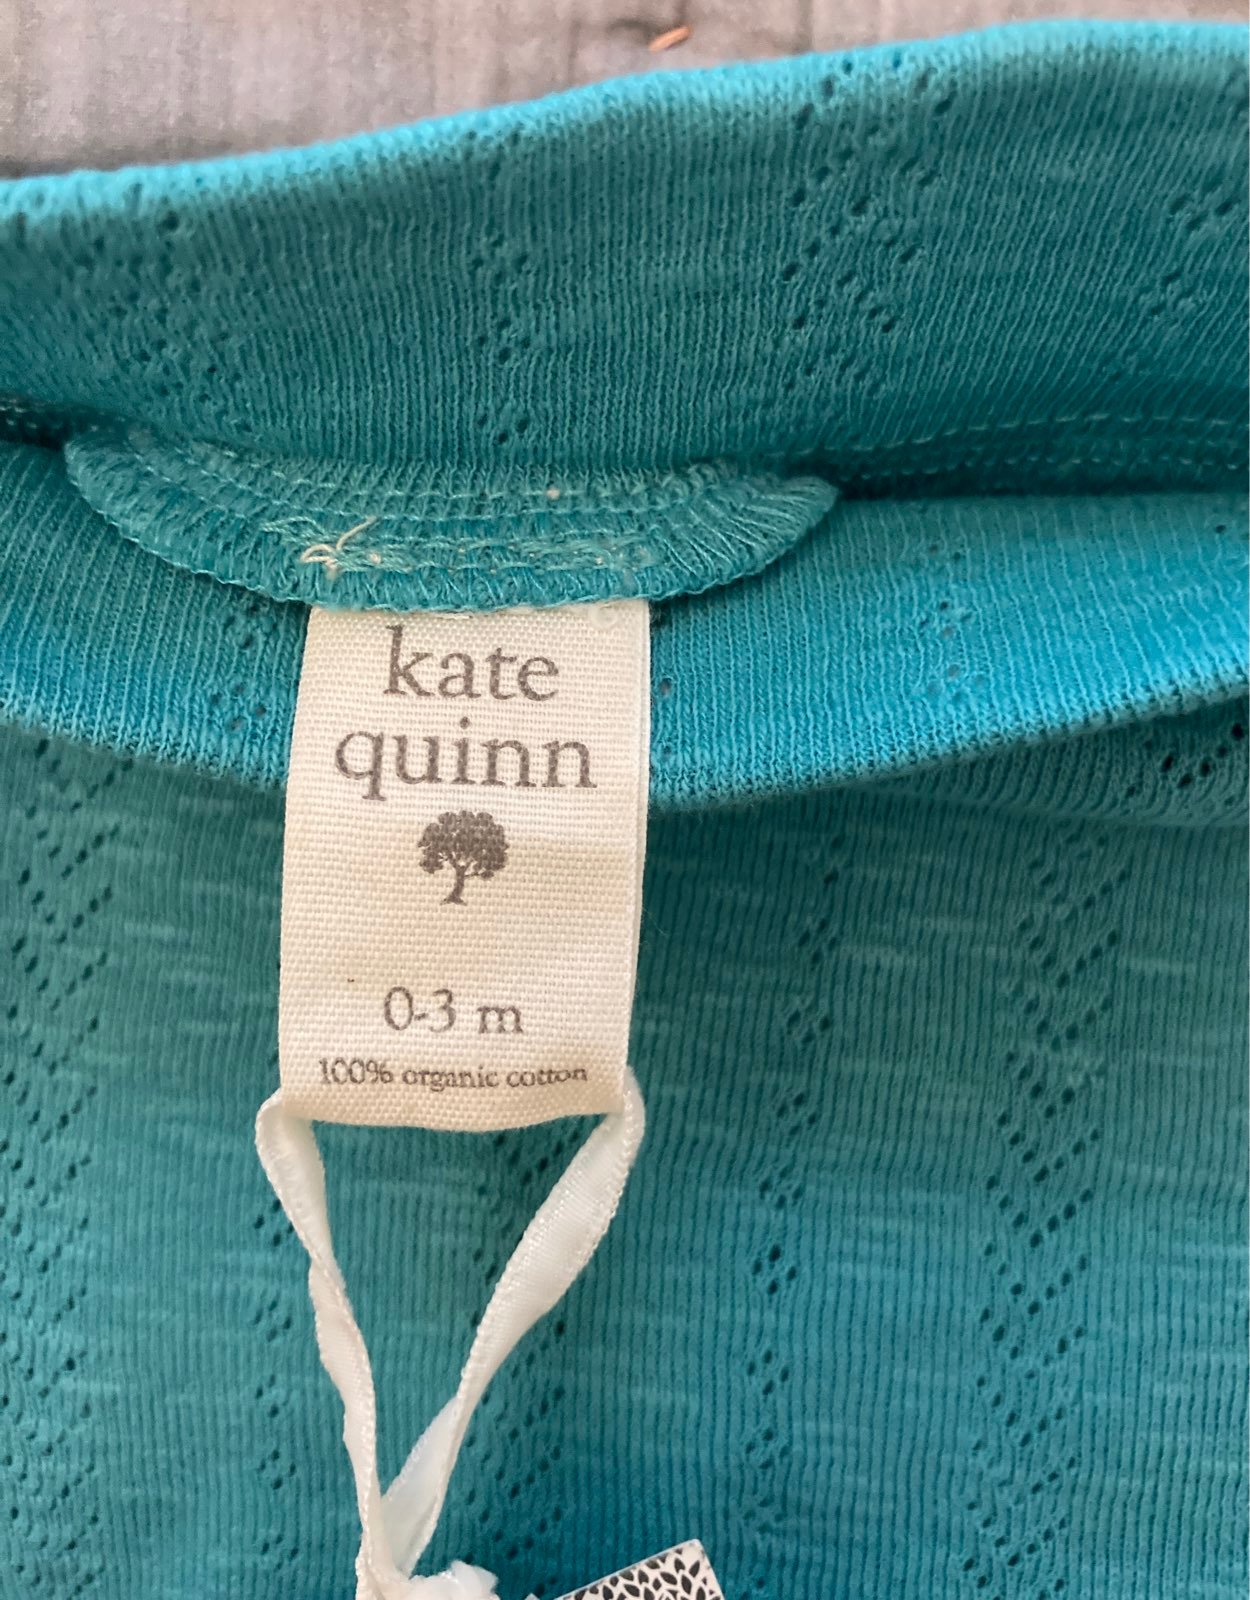 kate
quinn
0-3 m
100% organic cotton